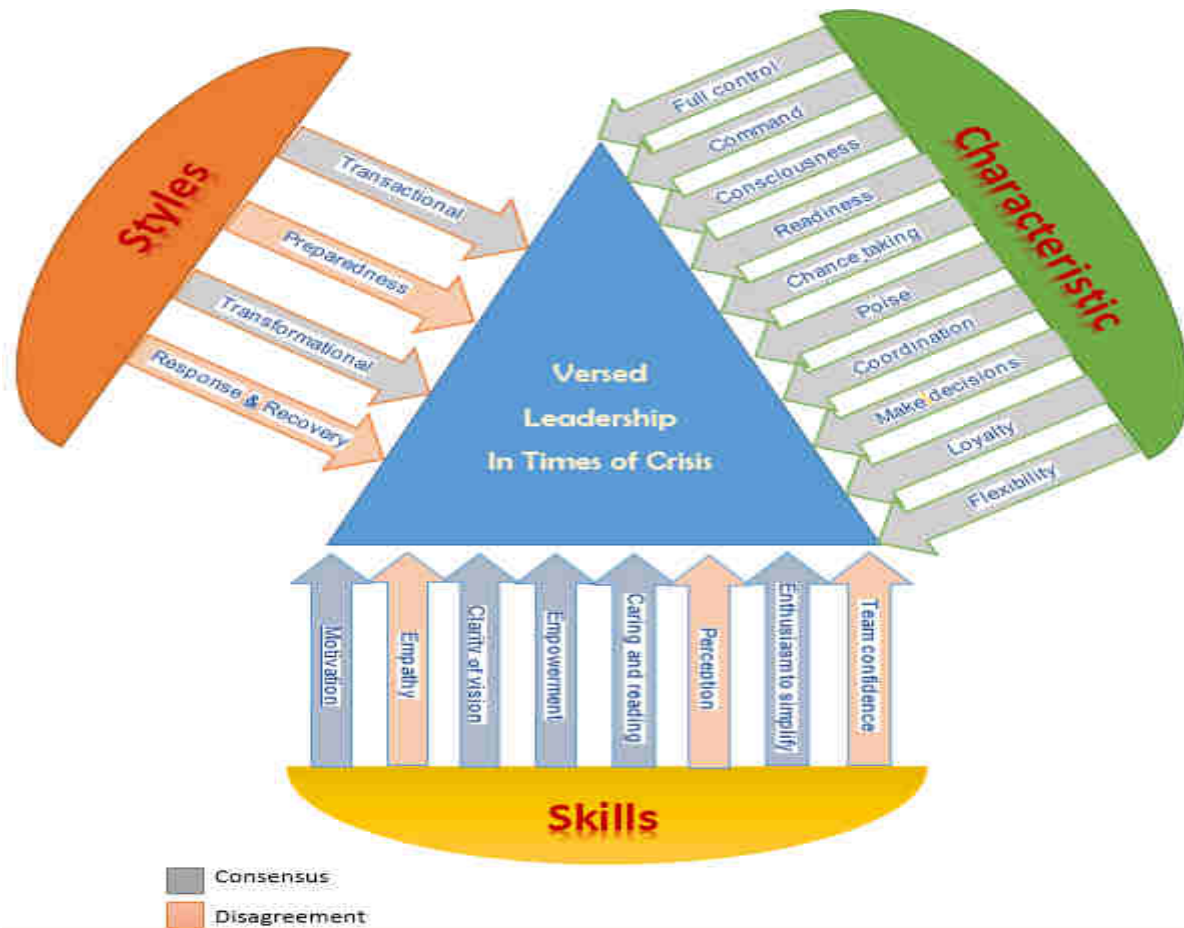 Styles
Transactional
Preparedness
Transformational
Response & Recovery
Characteristic
Full control
Command
Consciousness
Readiness
Chance taking
Poise
Coordination
Make decisions
Loyalty
Flexibility
Versed
Leadership
In Times of Crisis
Motivation
Empathy
Clarity of vision
Empowerment
Caring and reading
Perception
Enthusiasm to simplify
Team confidence
Skills
Consensus
Disagreement